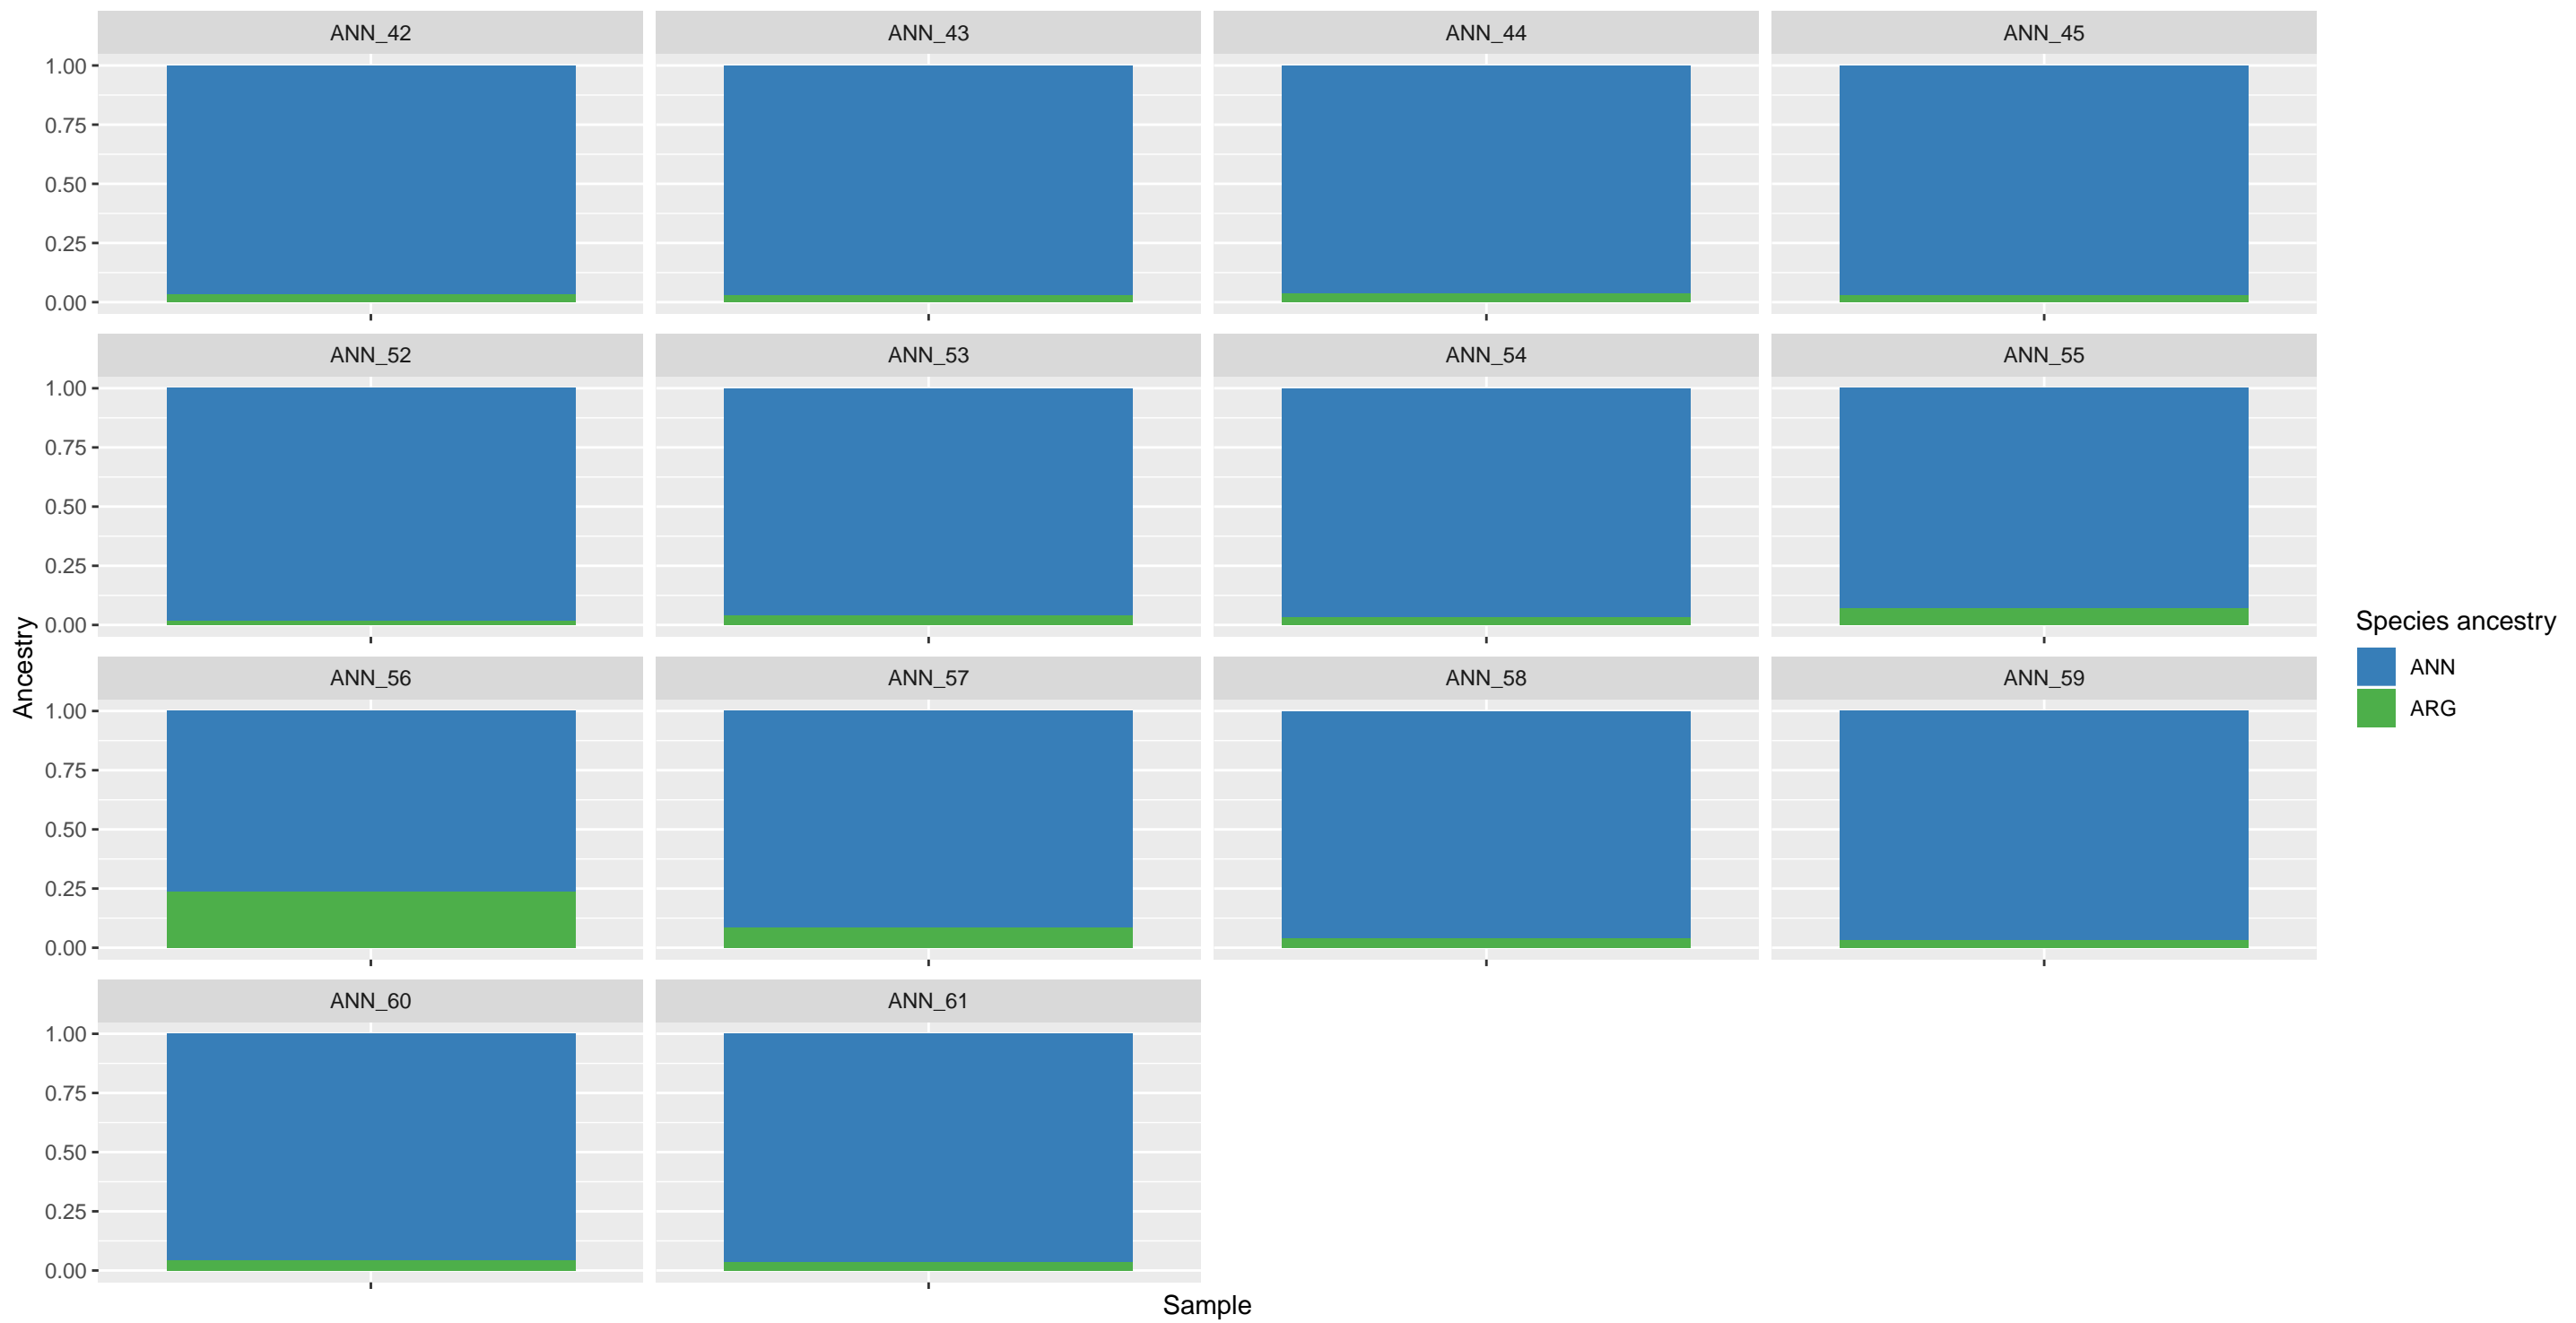 ANN_42 ANN_43 ANN_44 ANN_45
1.00
0.75
0.50
0.25
0.00
ANN_52 ANN_53 ANN_54 ANN_55
1.00
0.75
0.50
0.25
0.00
ANN_56 ANN_57 ANN_58 ANN_59
1.00
0.75
0.50
0.25
0.00
ANN_60 ANN_61
1.00
0.75
0.50
0.25
0.00
Ancestry
Sample
Species ancestry
ANN
ARG